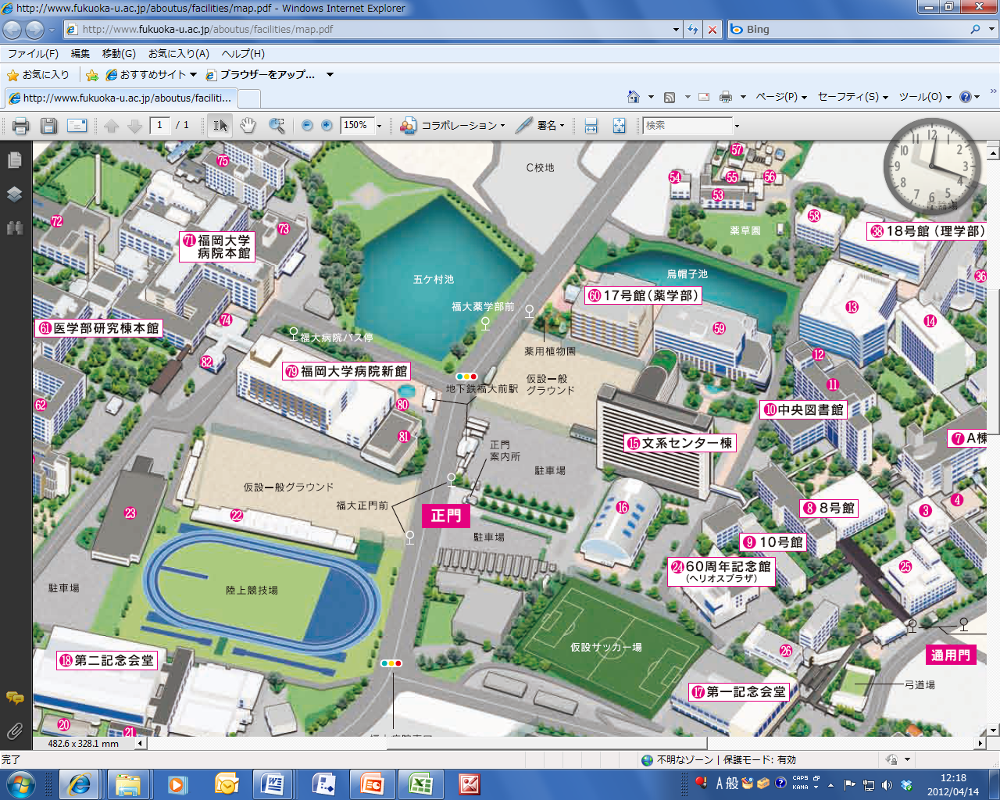 http://www.fukuoka-u.ac.jp/aboutus/facilities/map.pdf - Windows Internet Explorer
http://www.fukuoka-u.ac.jp/aboutus/facilities/map.pdf
Bing
ファイル(F) 編集 移動(G) お気に入り(A) ヘルプ(H)
お気に入り おすすめサイト ブラウザーをアップ...
http://www.fukuoka-u.ac.jp/aboutus/faciliti...
ページ(P) セーフティ(S) ツール(O)
1 / 1 150% コラボレーション 署名 検索
12 1 2 3 4 5 6 7 8 9 10 11
75
C校地
57
54 55 56
53
72
73
58
薬草園
71 福岡大学
病院本館
38 18号館(理学部)
五ケ村池
烏帽子池
36
60 17号館(薬学部)
福大薬学部前
13
14
74
61 医学部研究棟本館
59
福大病院バス停
薬用植物園
12
82
79 福岡大学病院新館
仮設一般
グラウンド
地下鉄福大前駅
11
62
80
10 中央図書館
81
7 A棟
15 文系センター棟
正門
案内所
駐車場
仮設一般グラウンド
福大正門前
4
3
8 8号館
16
23
22
正門
駐車場
9 10号館
24 60周年記念館
(ヘリオスプラザ)
25
駐車場
陸上競技場
仮設サッカー場
26
通用門
18 第二記念会堂
弓道場
17 第一記念会堂
20
21
482.6 x 328.1 mm
完了
不明なゾーン | 保護モード: 有効
A 般
CAPS
KANA
12:18
2012/04/14